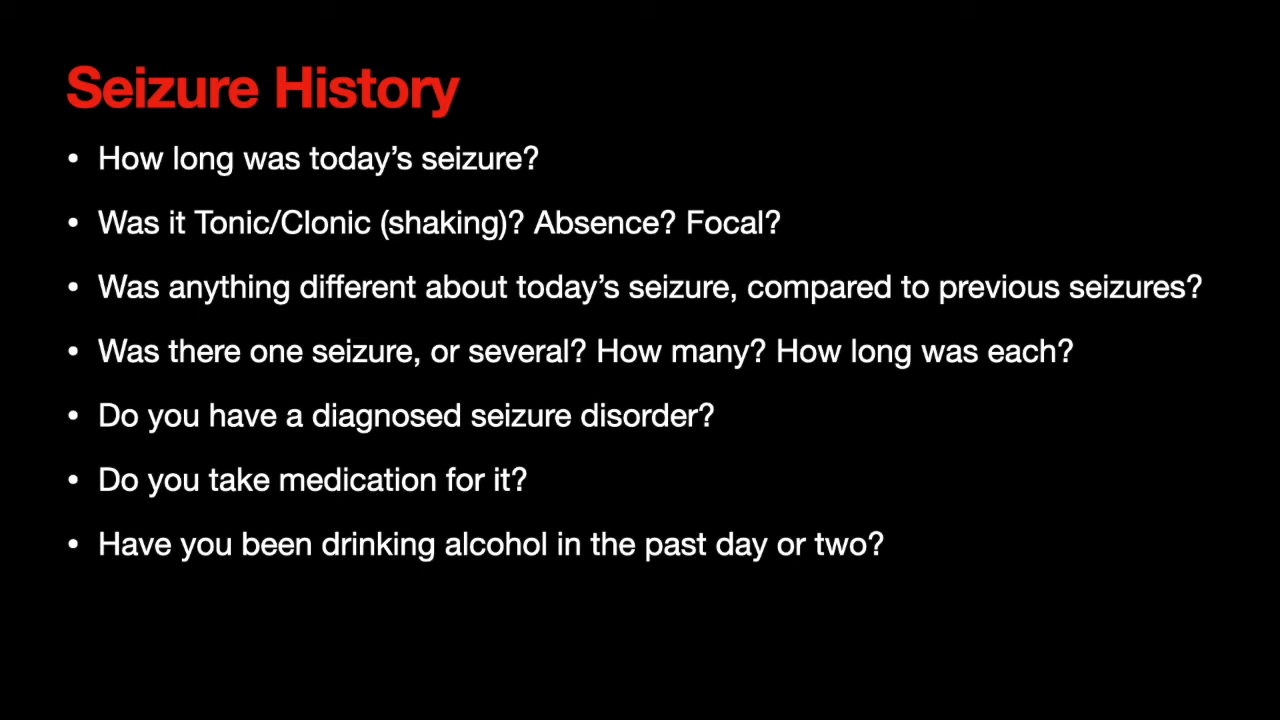 Seizure History
• How long was today’s seizure?
• Was it Tonic/Clonic (shaking)? Absence? Focal?
• Was anything different about today’s seizure, compared to previous seizures?
• Was there one seizure, or several? How many? How long was each?
• Do you have a diagnosed seizure disorder?
• Do you take medication for it?
• Have you been drinking alcohol in the past day or two?